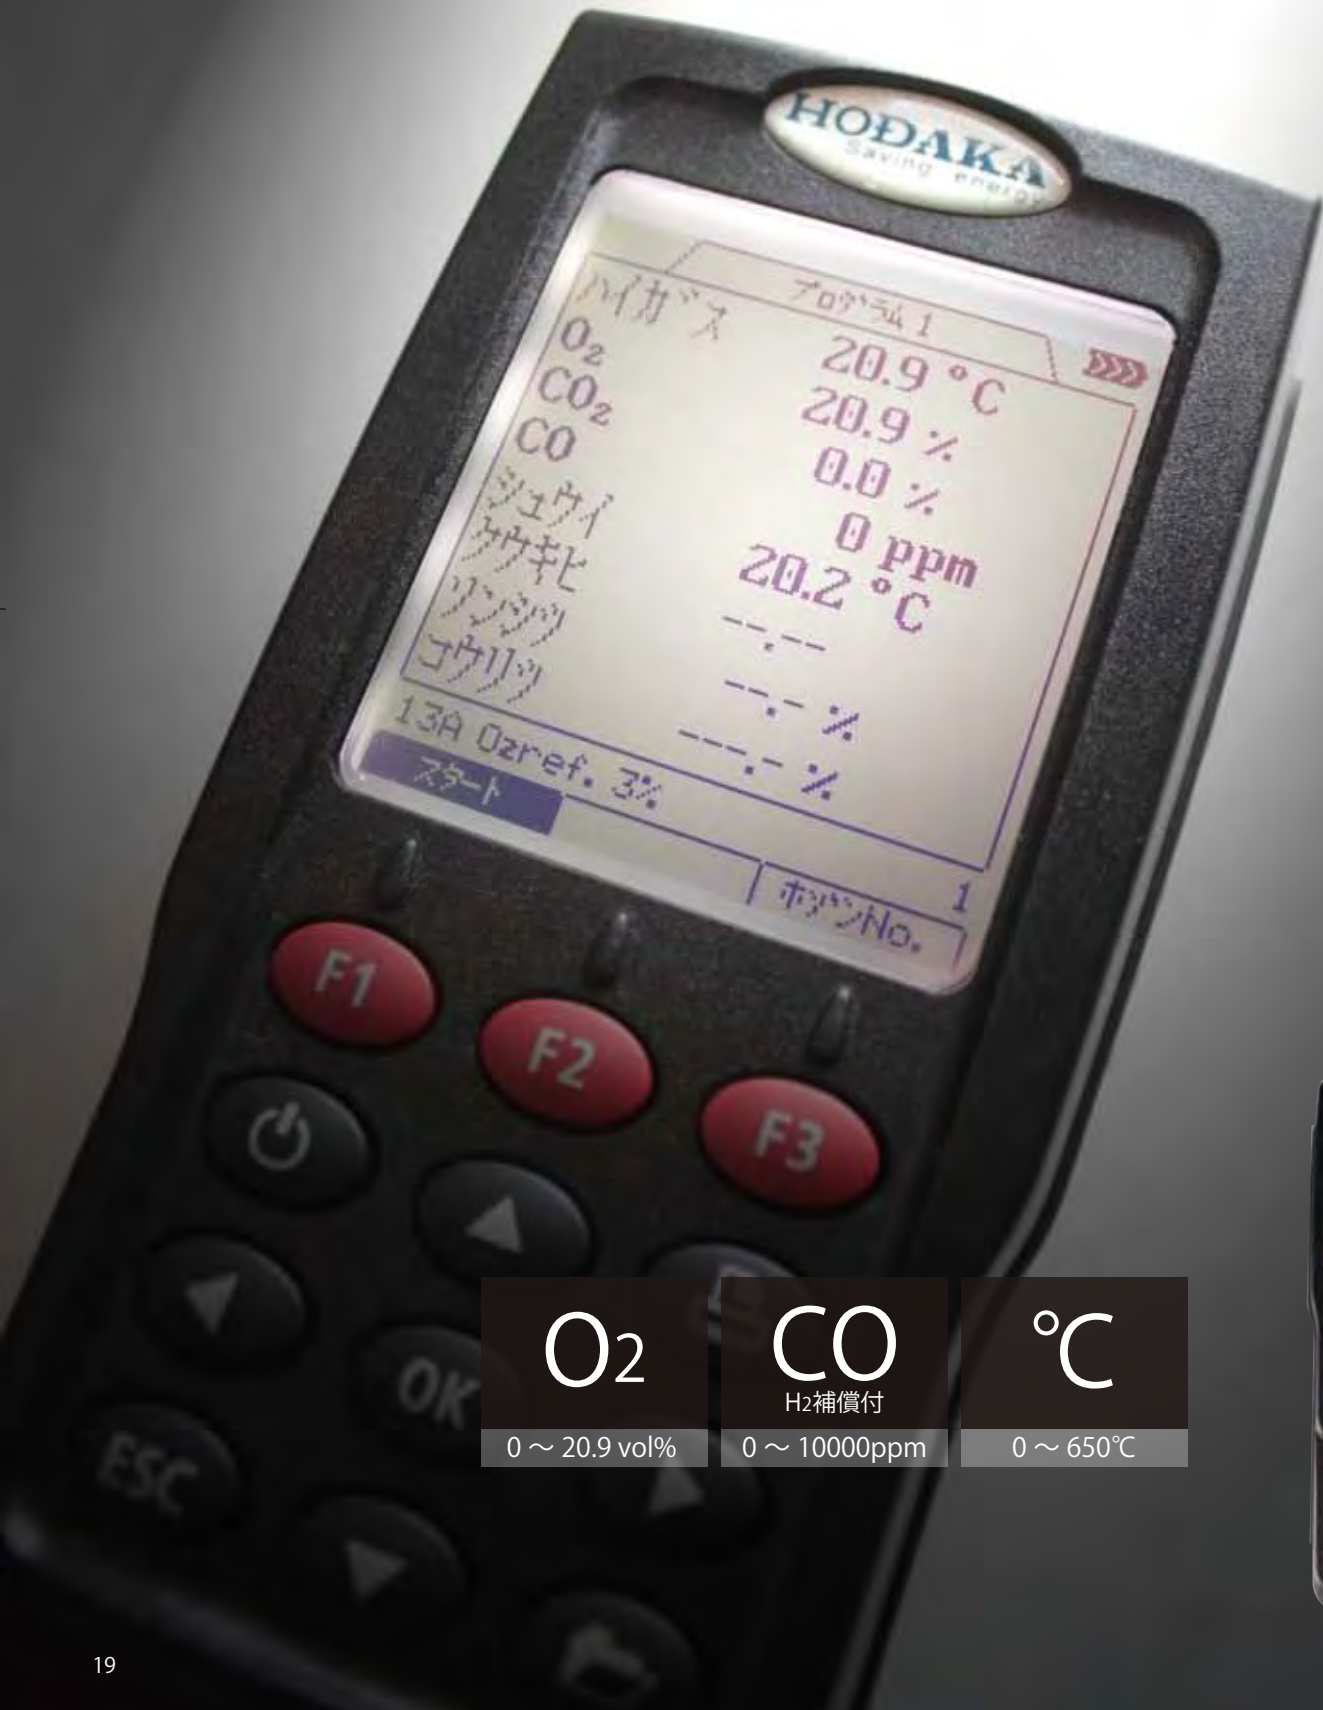 HOĐAKA
Saving energy
プログラム 1
ハイガス 20.9 °C
O₂ 20.9 %
CO₂ 0.0 %
CO 0 ppm
シュウイ 20.2 °C
クウキヒ --.--
ソンシツ --.- %
コウリツ ---.- %
13A O₂ref. 3%
1
スタート
ホゾンNo.
F1
F2
F3
OK
ESC
O2
0 ～ 20.9 vol%
CO
H2補償付
0 ～ 10000ppm
℃
0 ～ 650℃
19